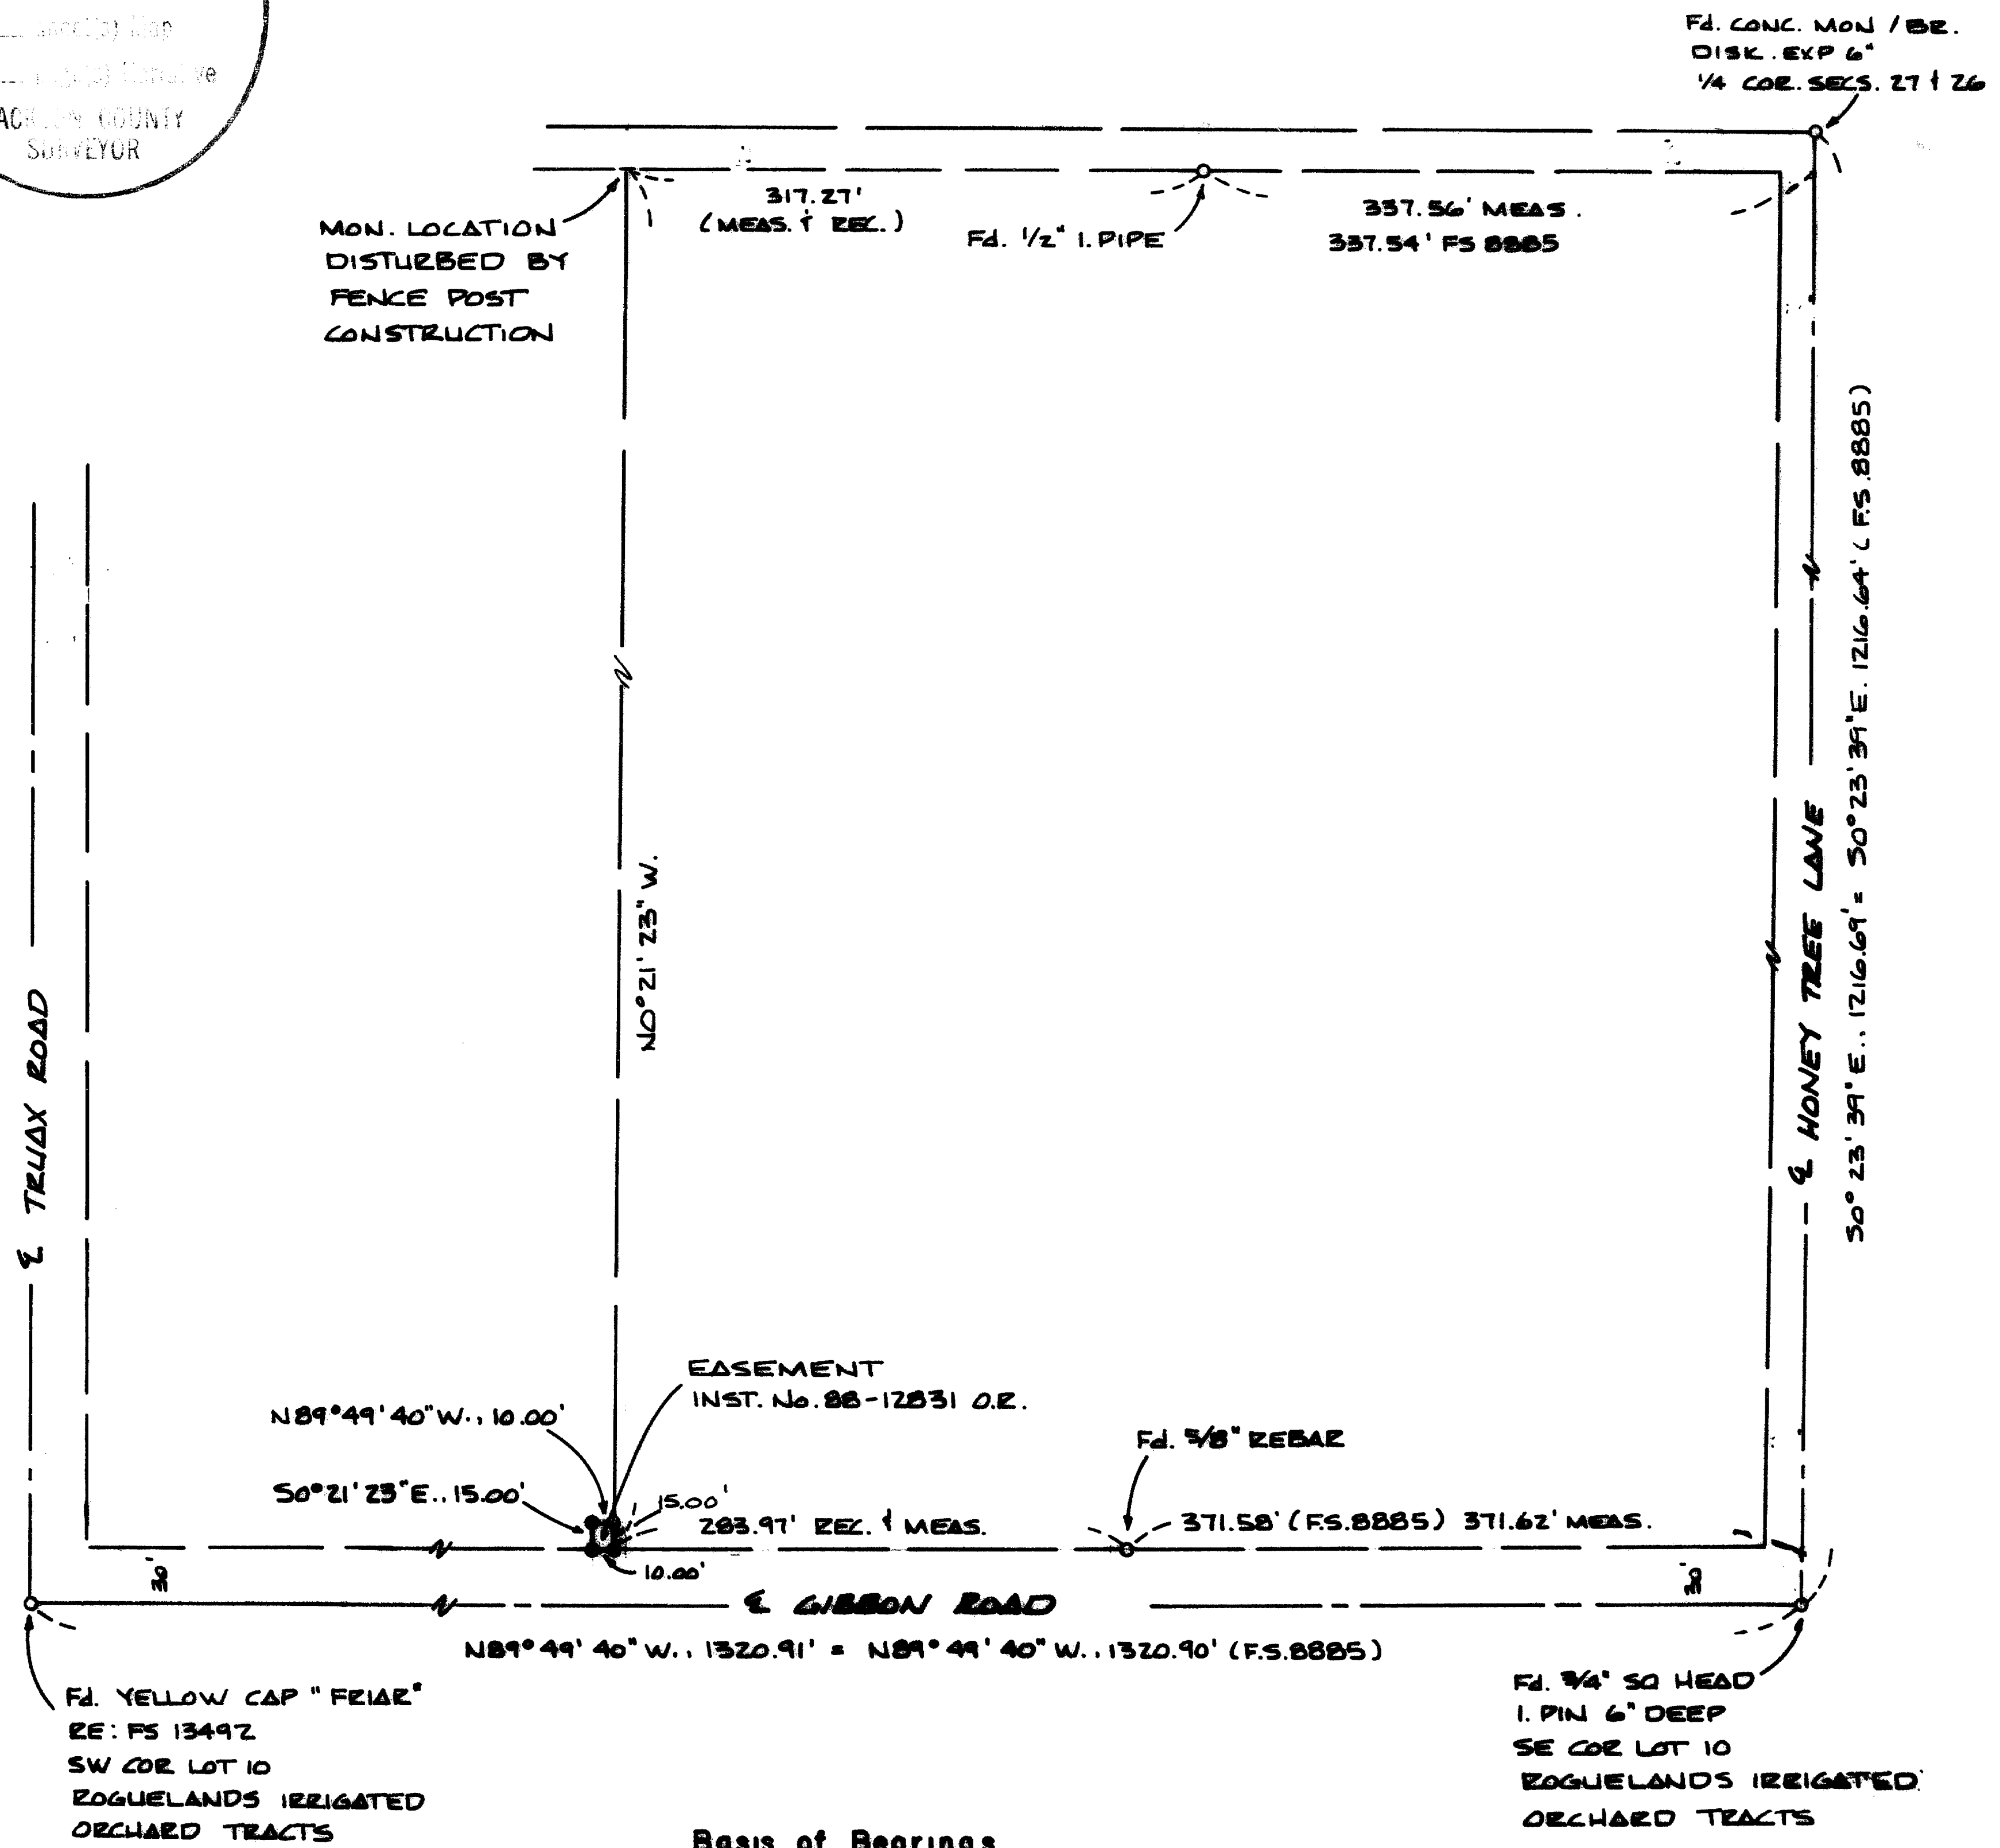 Map
COUNTY
SURVEYOR
Fd. CONC. MON / BR.
DISK. EXP 6"
1/4 COR. SECS. 27 & 26
MON. LOCATION
DISTURBED BY
FENCE POST
CONSTRUCTION
317.27'
(MEAS. & REC.)
Fd. 1/2" I. PIPE
337.56' MEAS.
337.54' FS 8885
S0° 23' 39" E., 1216.69' = S0° 23' 39" E. 1216.64' (F.S. 8885)
℄ HONEY TREE LANE
N0° 21' 23" W.
℄ TRUAX ROAD
EASEMENT
INST. No. 88-12831 O.R.
N89° 49' 40" W., 10.00'
S0° 21' 23" E., 15.00'
15.00'
283.97' REC. & MEAS.
10.00'
Fd. 5/8" REBAR
371.58' (F.S. 8885) 371.62' MEAS.
30'
30'
℄ GIBBON ROAD
N89° 49' 40" W., 1320.91' = N89° 49' 40" W., 1320.90' (F.S. 8885)
Fd. YELLOW CAP "FRIAR"
RE: FS 13492
SW COR LOT 10
ROGUELANDS IRRIGATED
ORCHARD TRACTS
Fd. 3/4" SQ HEAD
I. PIN 6" DEEP
SE COR LOT 10
ROGUELANDS IRRIGATED
ORCHARD TRACTS
Basis of Bearings